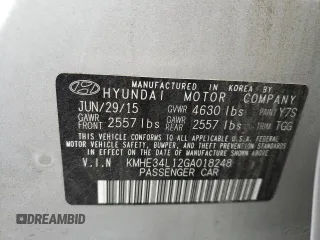 MANUFACTURED IN KOREA BY
HYUNDAI MOTOR COMPANY
JUN/29/15 GVWR 4630 lbs PAINT Y7S
GAWR FRONT 2557 lbs GAWR REAR 2557 lbs TRIM TGG
THIS VEHICLE CONFORMS TO ALL APPLICABLE U.S.A. FEDERAL
MOTOR VEHICLE SAFETY, BUMPER, AND THEFT PREVENTION
STANDARDS IN EFFECT ON THE DATE OF MANUFACTURE SHOWN
ABOVE.
V.I.N KMHE34L12GA018248
PASSENGER CAR
DREAMBID